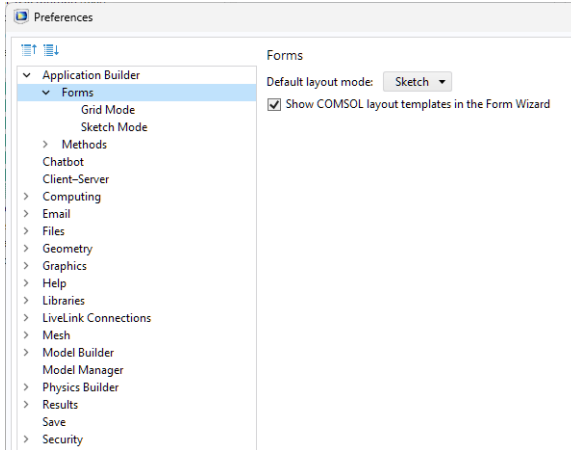 Preferences
Application Builder
Forms
Grid Mode
Sketch Mode
Methods
Chatbot
Client–Server
Computing
Email
Files
Geometry
Graphics
Help
Libraries
LiveLink Connections
Mesh
Model Builder
Model Manager
Physics Builder
Results
Save
Security
Forms
Default layout mode: Sketch
Show COMSOL layout templates in the Form Wizard